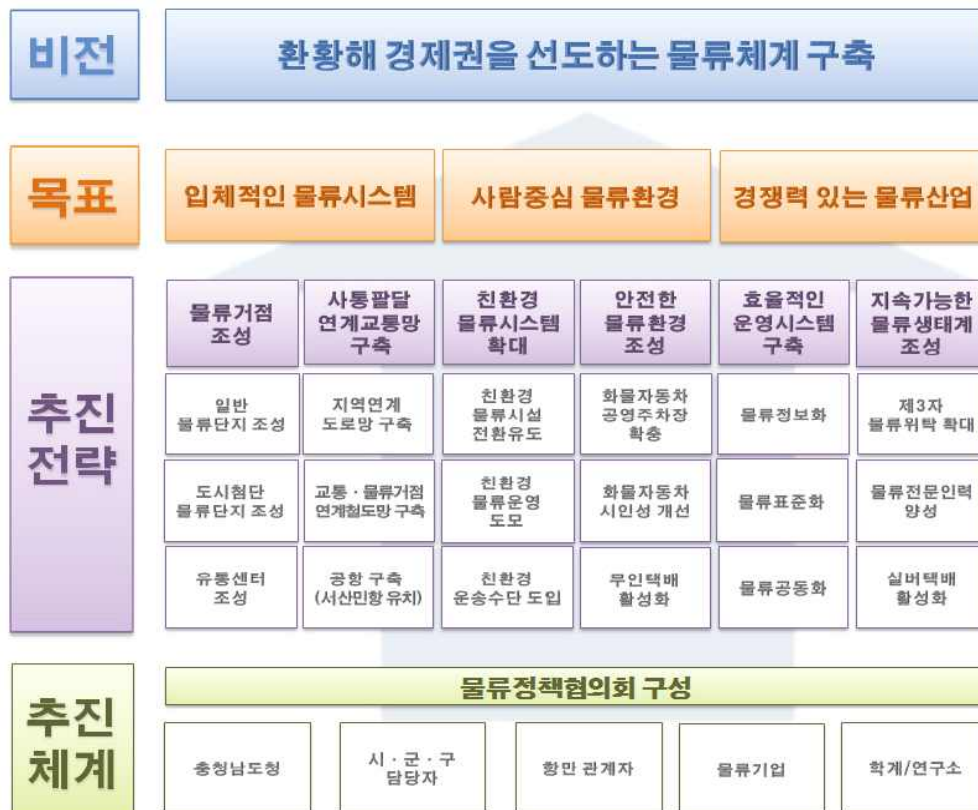 비전
환황해 경제권을 선도하는 물류체계 구축
목표
입체적인 물류시스템
사람중심 물류환경
경쟁력 있는 물류산업
추진
전략
물류거점
조성
사통팔달
연계교통망
구축
친환경
물류시스템
확대
안전한
물류환경
조성
효율적인
운영시스템
구축
지속가능한
물류생태계
조성
일반
물류단지 조성
지역연계
도로망 구축
친환경
물류시설
전환유도
화물자동차
공영주차장
확충
물류정보화
제3자
물류위탁 확대
도시첨단
물류단지 조성
교통·물류거점
연계철도망 구축
친환경
물류운영
도모
화물자동차
시인성 개선
물류표준화
물류전문인력
양성
유통센터
조성
공항 구축
(서산민항 유치)
친환경
운송수단 도입
무인택배
활성화
물류공동화
실버택배
활성화
추진
체계
물류정책협의회 구성
충청남도청
시·군·구
담당자
항만 관계자
물류기업
학계/연구소